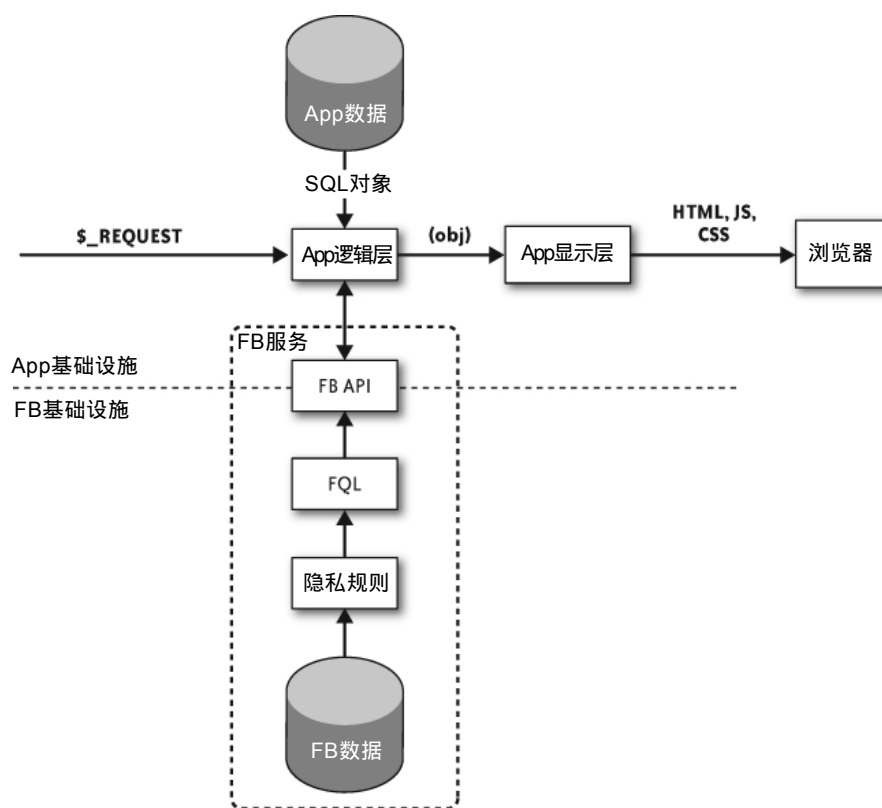 App数据
SQL对象
$_REQUEST
App逻辑层
(obj)
App显示层
HTML, JS,
CSS
浏览器
FB服务
App基础设施
FB API
FB基础设施
FQL
隐私规则
FB数据